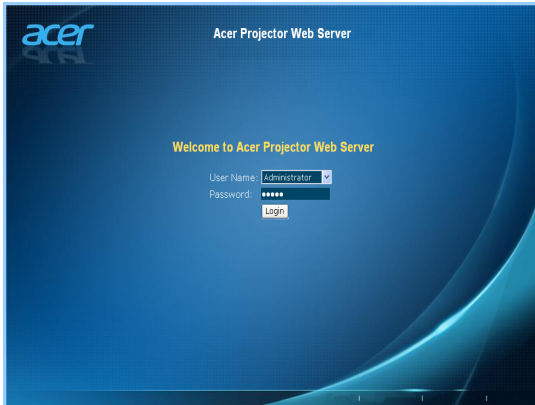 acer
Acer Projector Web Server
Welcome to Acer Projector Web Server
User Name: Administrator
Password: •••••
Login